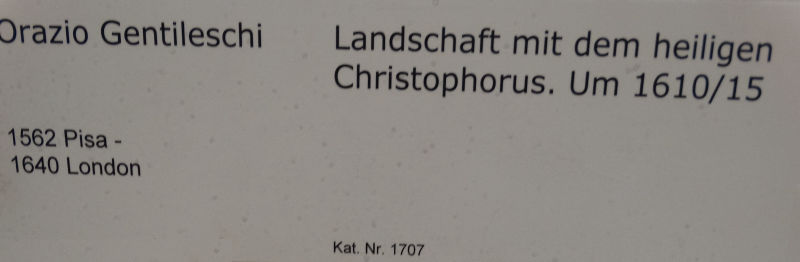 Orazio Gentileschi
Landschaft mit dem heiligen
Christophorus. Um 1610/15
1562 Pisa -
1640 London
Kat. Nr. 1707